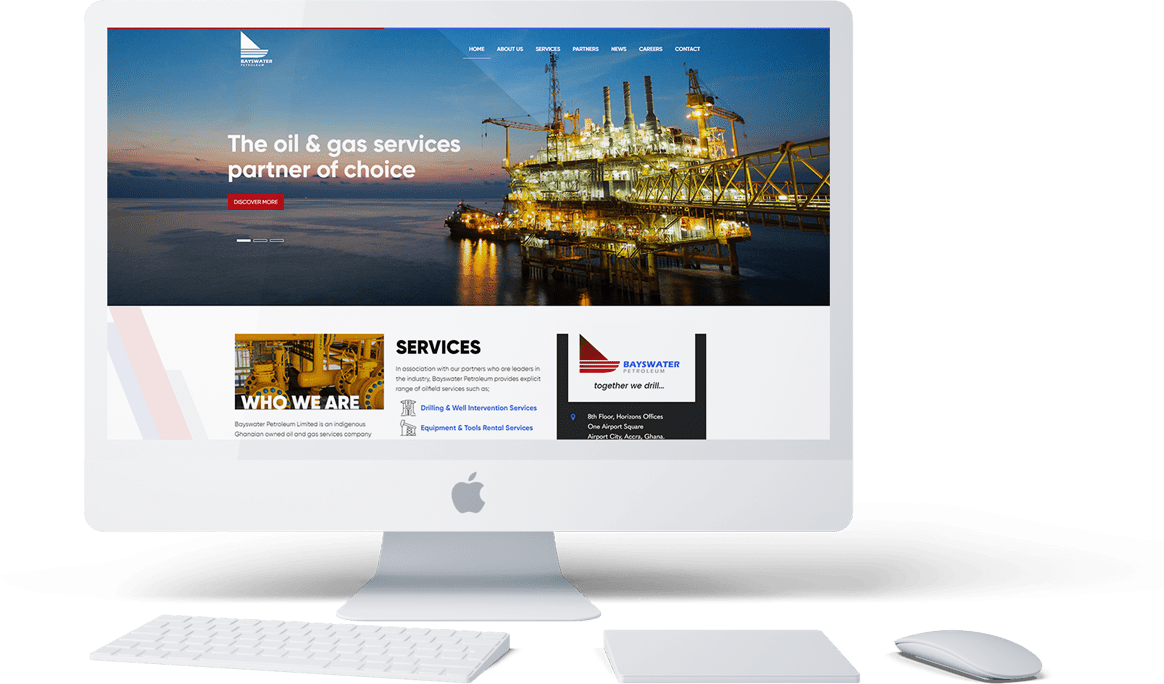 BAYSWATER
PETROLEUM
HOME ABOUT US SERVICES PARTNERS NEWS CAREERS CONTACT
The oil & gas services
partner of choice
DISCOVER MORE
WHO WE ARE
Bayswater Petroleum Limited is an indigenous
Ghanaian owned oil and gas services company
SERVICES
In association with our partners who are leaders in
the industry, Bayswater Petroleum provides explicit
range of oilfield services such as;
Drilling & Well Intervention Services
Equipment & Tools Rental Services
BAYSWATER
PETROLEUM
together we drill...
8th Floor, Horizons Offices
One Airport Square
Airport City, Accra, Ghana.